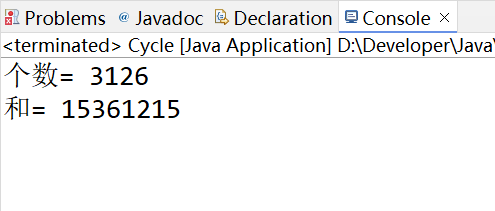 Problems @ Javadoc Declaration Console
<terminated> Cycle [Java Application] D:\Developer\Java\
个数= 3126
和= 15361215